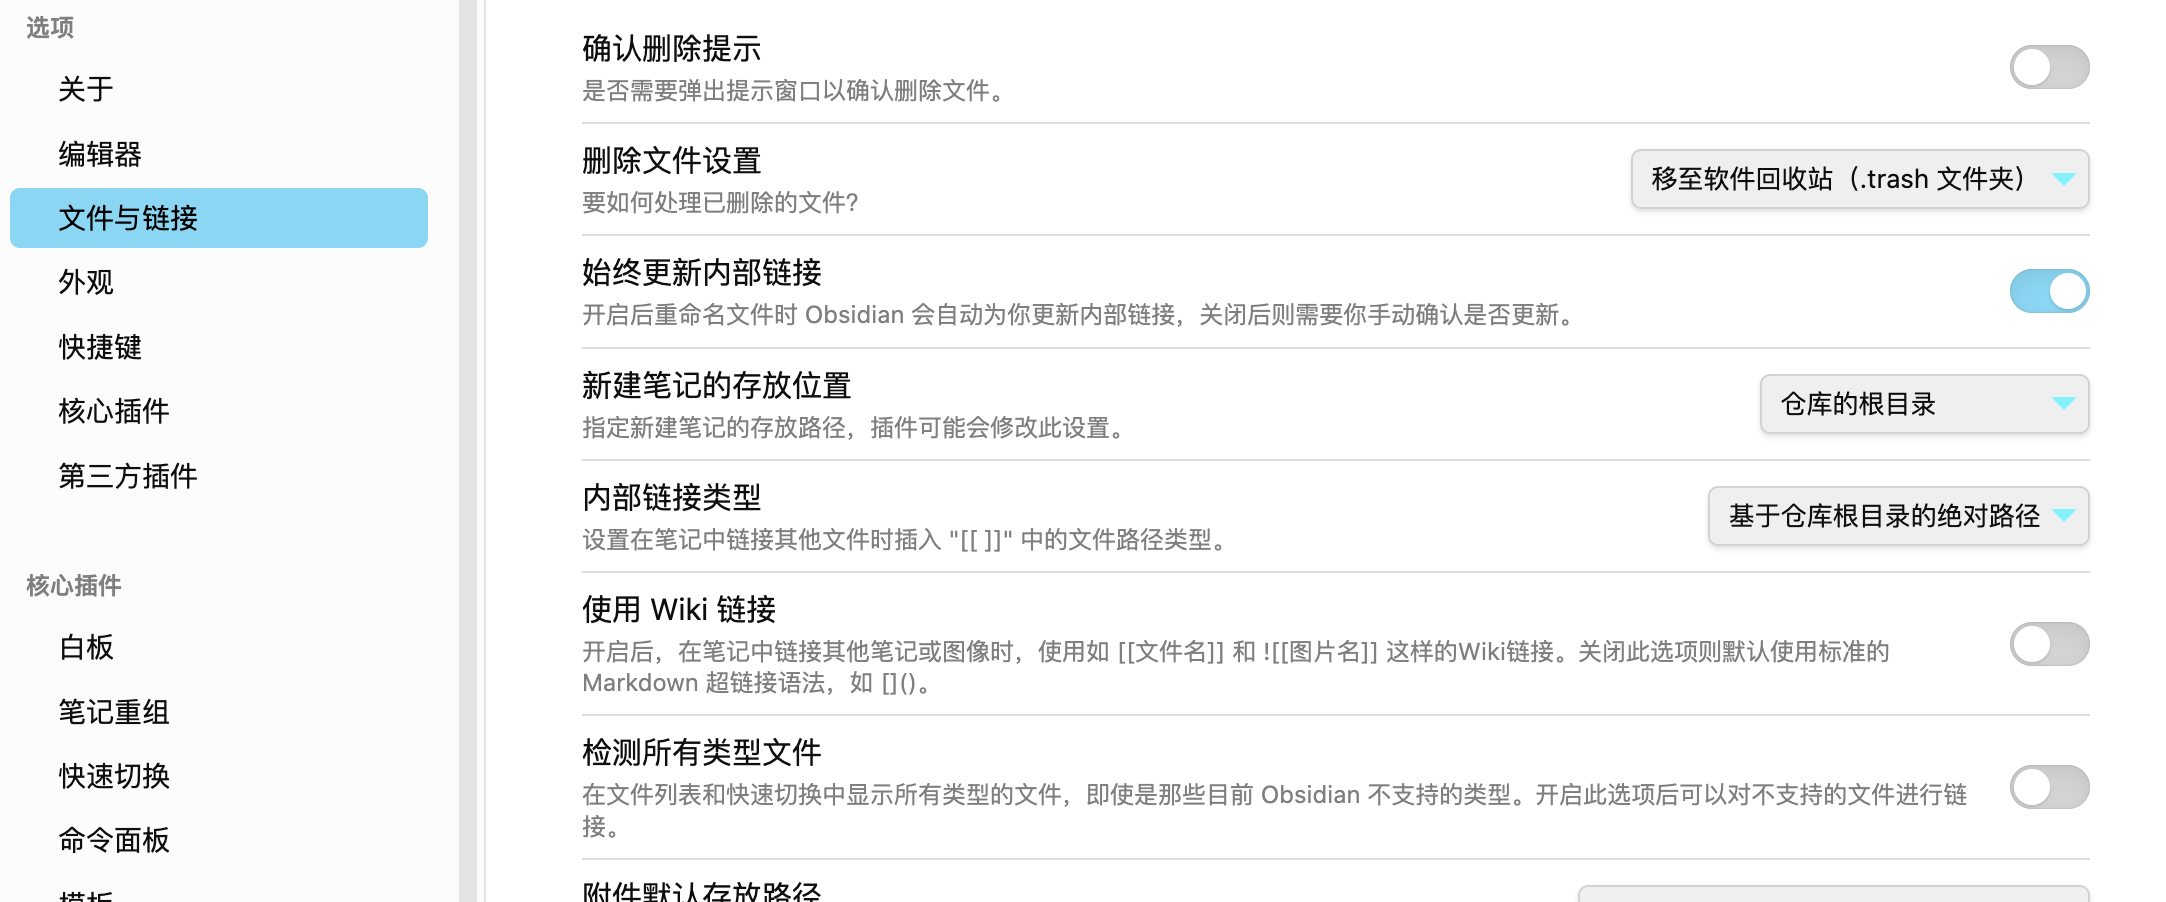 选项
关于
编辑器
文件与链接
外观
快捷键
核心插件
第三方插件
核心插件
白板
笔记重组
快速切换
命令面板
模板
确认删除提示
是否需要弹出提示窗口以确认删除文件。
删除文件设置
要如何处理已删除的文件?
移至软件回收站（.trash 文件夹）
始终更新内部链接
开启后重命名文件时 Obsidian 会自动为你更新内部链接，关闭后则需要你手动确认是否更新。
新建笔记的存放位置
指定新建笔记的存放路径，插件可能会修改此设置。
仓库的根目录
内部链接类型
设置在笔记中链接其他文件时插入 "[[ ]]" 中的文件路径类型。
基于仓库根目录的绝对路径
使用 Wiki 链接
开启后，在笔记中链接其他笔记或图像时，使用如 [[文件名]] 和 ![[图片名]] 这样的Wiki链接。关闭此选项则默认使用标准的
Markdown 超链接语法，如 []()。
检测所有类型文件
在文件列表和快速切换中显示所有类型的文件，即使是那些目前 Obsidian 不支持的类型。开启此选项后可以对不支持的文件进行链
接。
附件默认存放路径